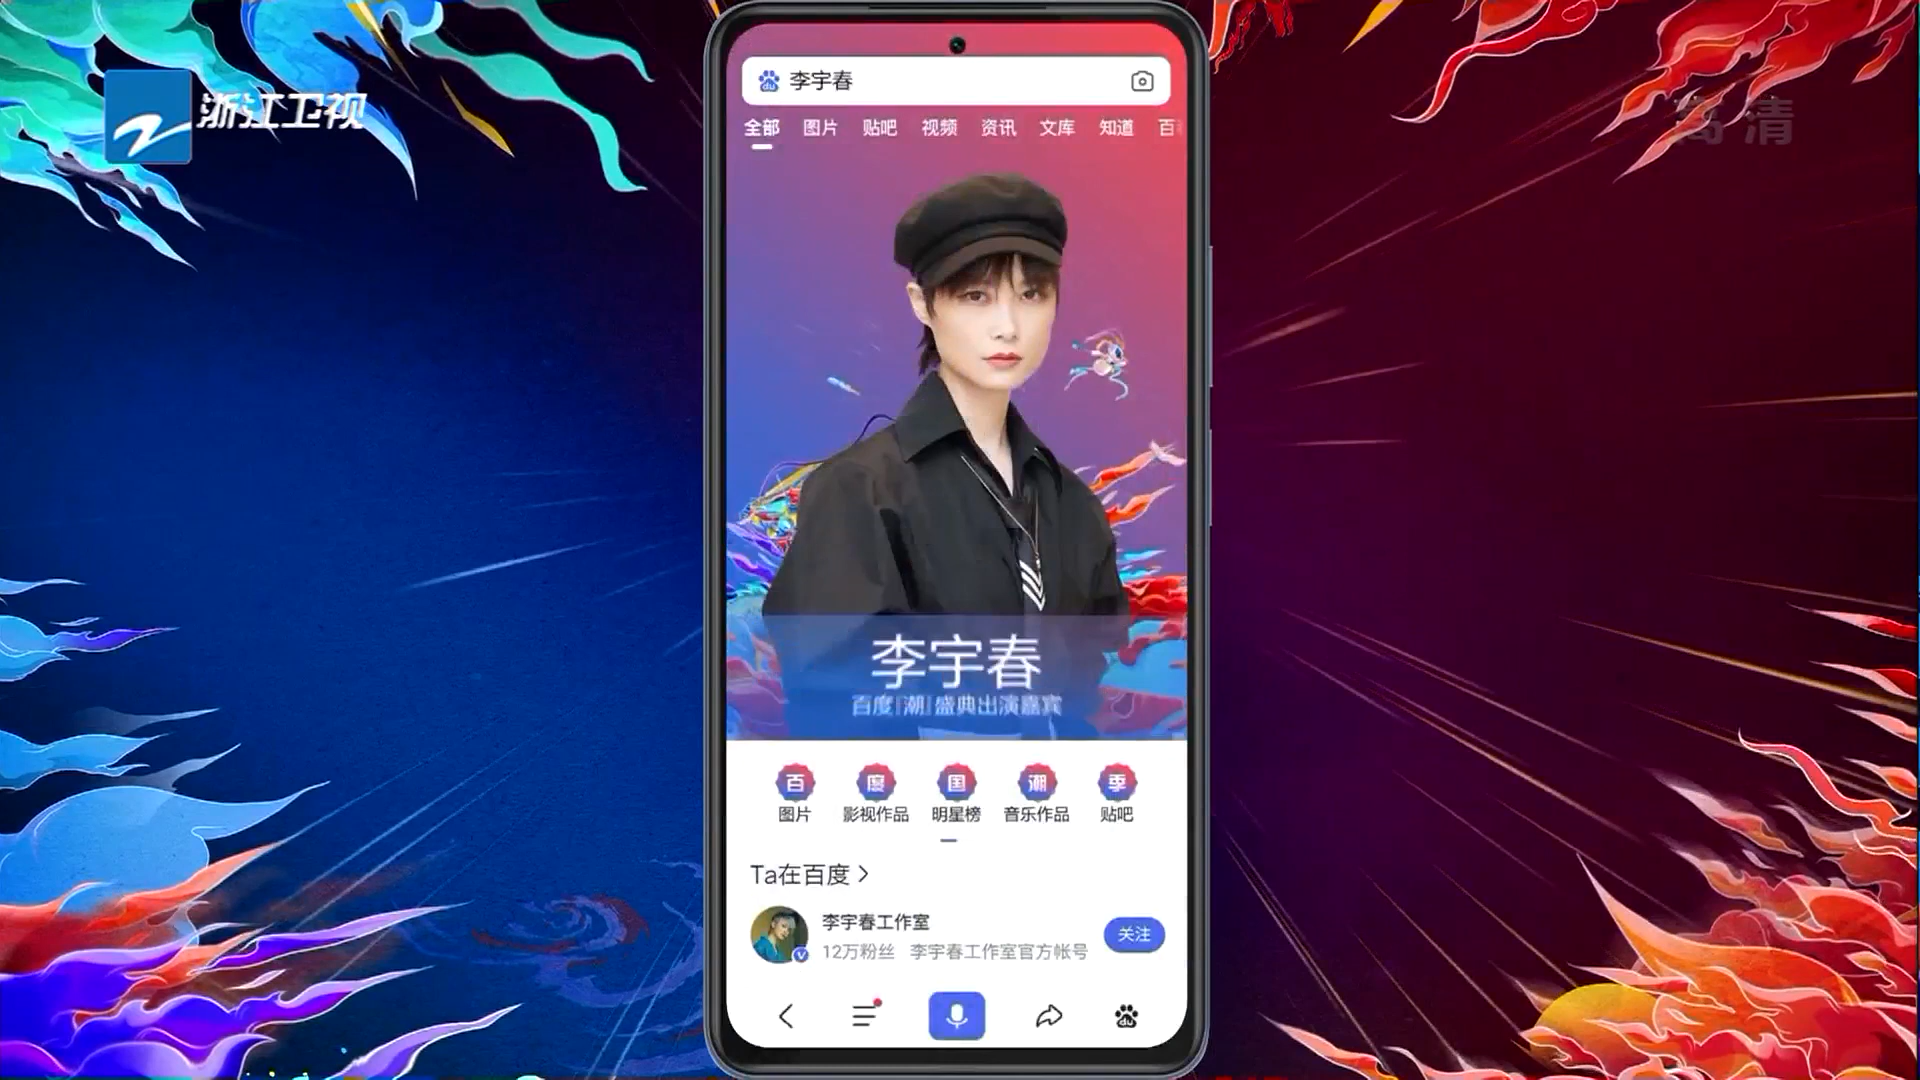 浙江卫视
高清
李宇春
全部 图片 贴吧 视频 资讯 文库 知道 百
李宇春
百度「潮」盛典出演嘉宾
百 度 国 潮 季
图片 影视作品 明星榜 音乐作品 贴吧
Ta在百度
李宇春工作室
12万粉丝 李宇春工作室官方帐号
关注
du